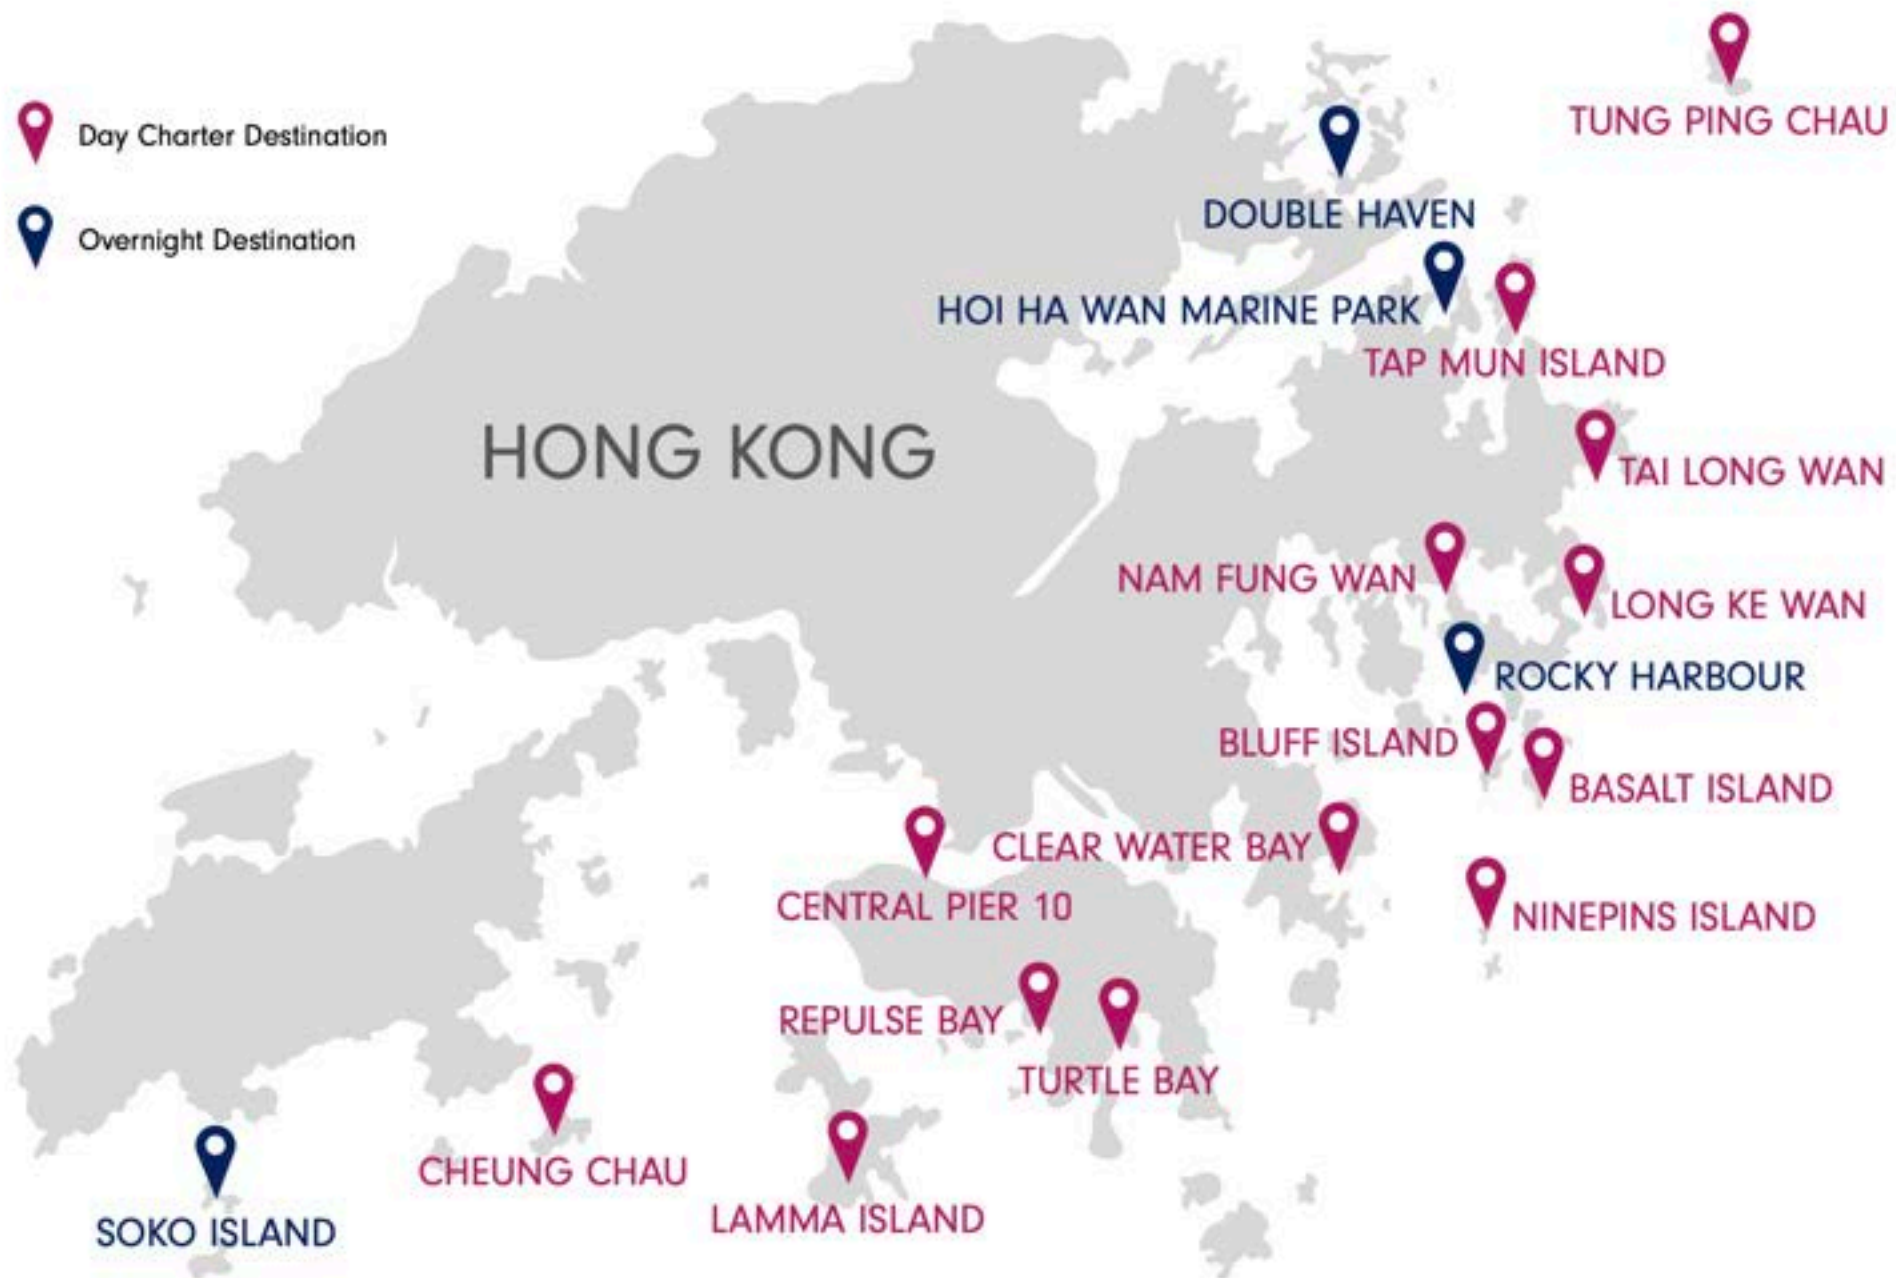 TUNG PING CHAU
Day Charter Destination
Overnight Destination
DOUBLE HAVEN
HOI HA WAN MARINE PARK
TAP MUN ISLAND
HONG KONG
TAI LONG WAN
NAM FUNG WAN
LONG KE WAN
ROCKY HARBOUR
BLUFF ISLAND
BASALT ISLAND
CLEAR WATER BAY
CENTRAL PIER 10
NINEPINS ISLAND
REPULSE BAY
TURTLE BAY
CHEUNG CHAU
LAMMA ISLAND
SOKO ISLAND